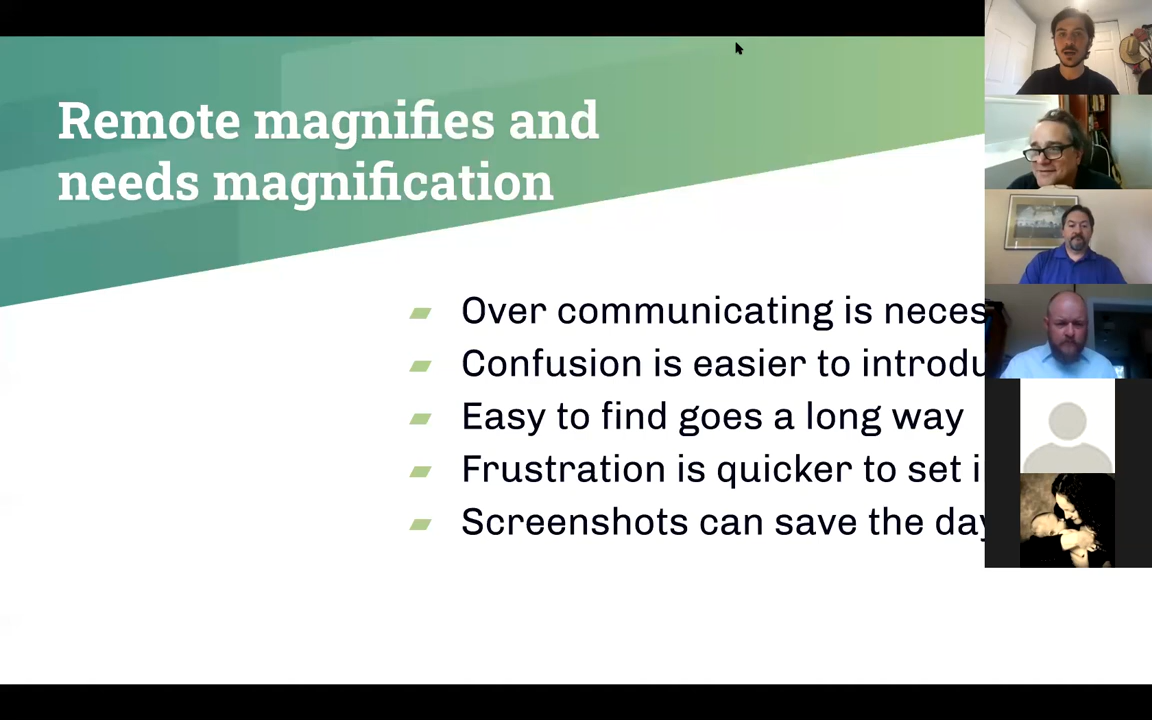 Remote magnifies and
needs magnification
Over communicating is
Confusion is easier to
Easy to find goes a long way
Frustration is quicker to set
Screenshots can save the day